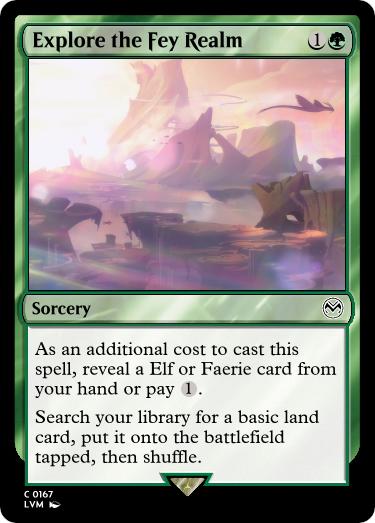 Explore the Fey Realm 1
Sorcery
As an additional cost to cast this
spell, reveal a Elf or Faerie card from
your hand or pay 1.
Search your library for a basic land
card, put it onto the battlefield
tapped, then shuffle.
C 0167
LVM